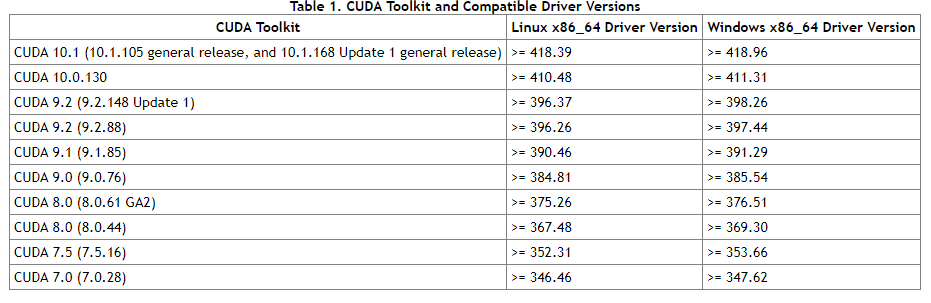 Table 1. CUDA Toolkit and Compatible Driver Versions
CUDA Toolkit Linux x86_64 Driver Version Windows x86_64 Driver Version
CUDA 10.1 (10.1.105 general release, and 10.1.168 Update 1 general release) >= 418.39 >= 418.96
CUDA 10.0.130 >= 410.48 >= 411.31
CUDA 9.2 (9.2.148 Update 1) >= 396.37 >= 398.26
CUDA 9.2 (9.2.88) >= 396.26 >= 397.44
CUDA 9.1 (9.1.85) >= 390.46 >= 391.29
CUDA 9.0 (9.0.76) >= 384.81 >= 385.54
CUDA 8.0 (8.0.61 GA2) >= 375.26 >= 376.51
CUDA 8.0 (8.0.44) >= 367.48 >= 369.30
CUDA 7.5 (7.5.16) >= 352.31 >= 353.66
CUDA 7.0 (7.0.28) >= 346.46 >= 347.62